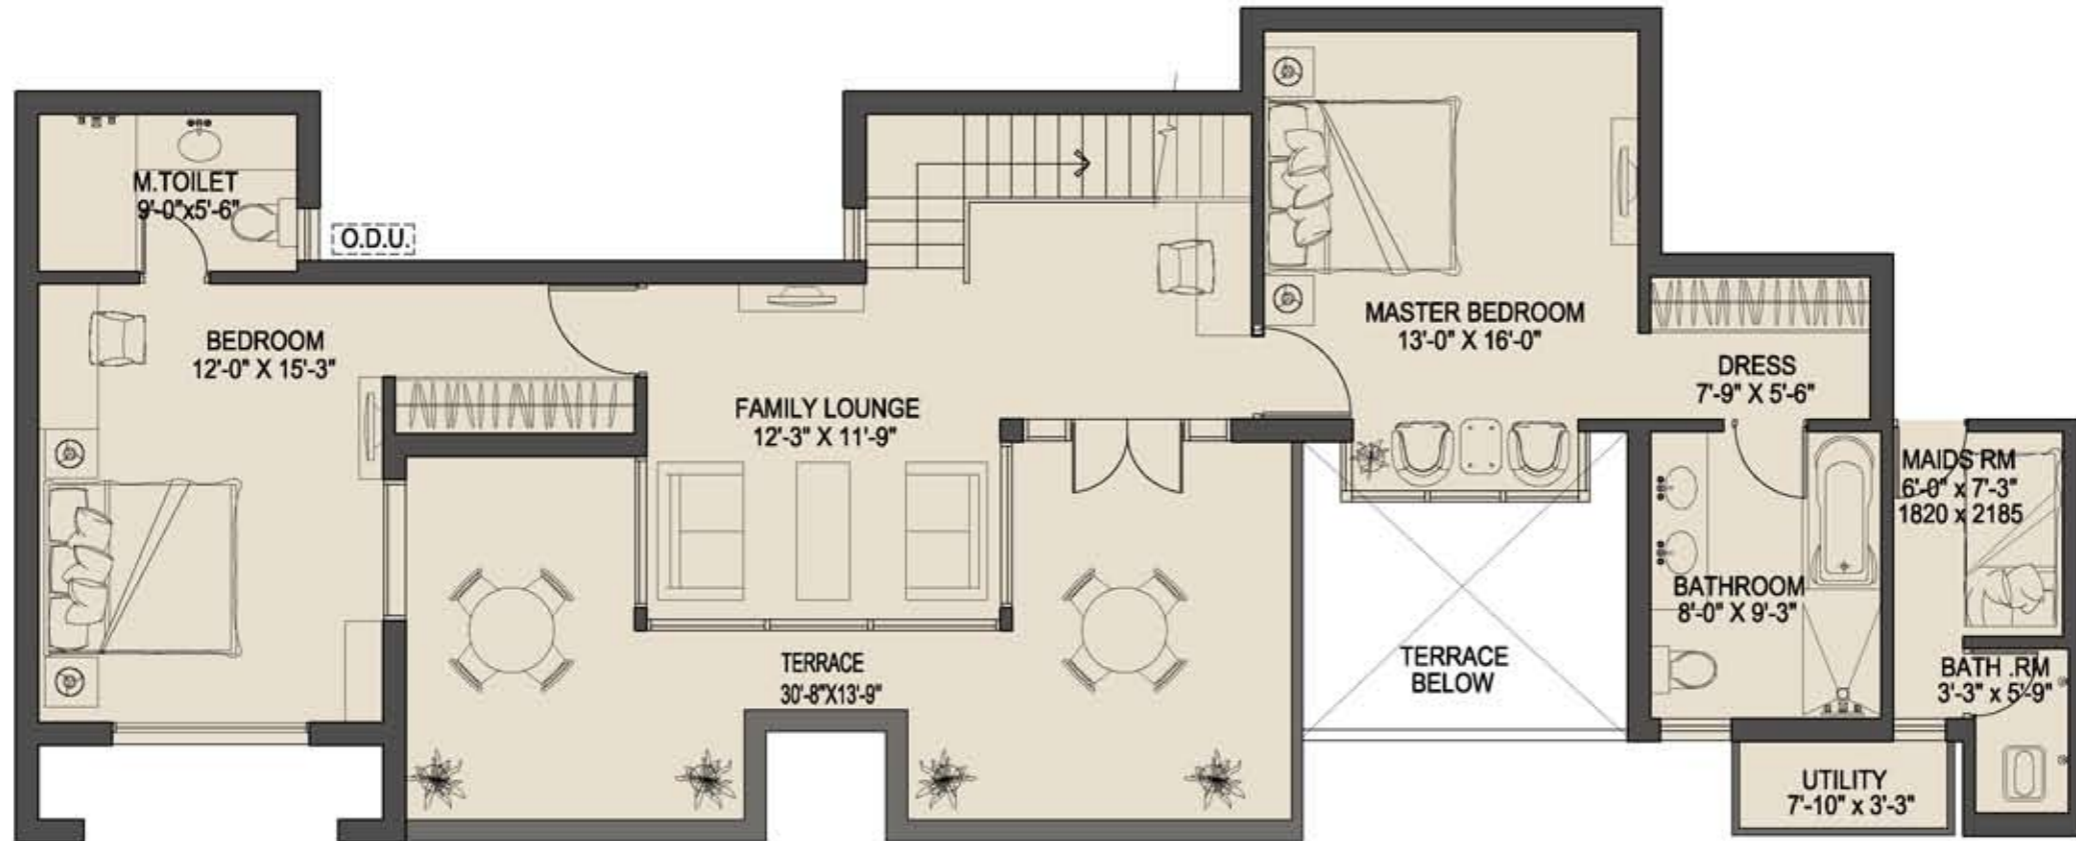 M.TOILET
9'-0"x5'-6"
O.D.U.
BEDROOM
12'-0" X 15'-3"
FAMILY LOUNGE
12'-3" X 11'-9"
MASTER BEDROOM
13'-0" X 16'-0"
DRESS
7'-9" X 5'-6"
MAIDS RM
6'-0" x 7'-3"
1820 x 2185
BATHROOM
8'-0" X 9'-3"
TERRACE
30'-8"X13'-9"
TERRACE
BELOW
BATH .RM
3'-3" x 5'-9"
UTILITY
7'-10" x 3'-3"